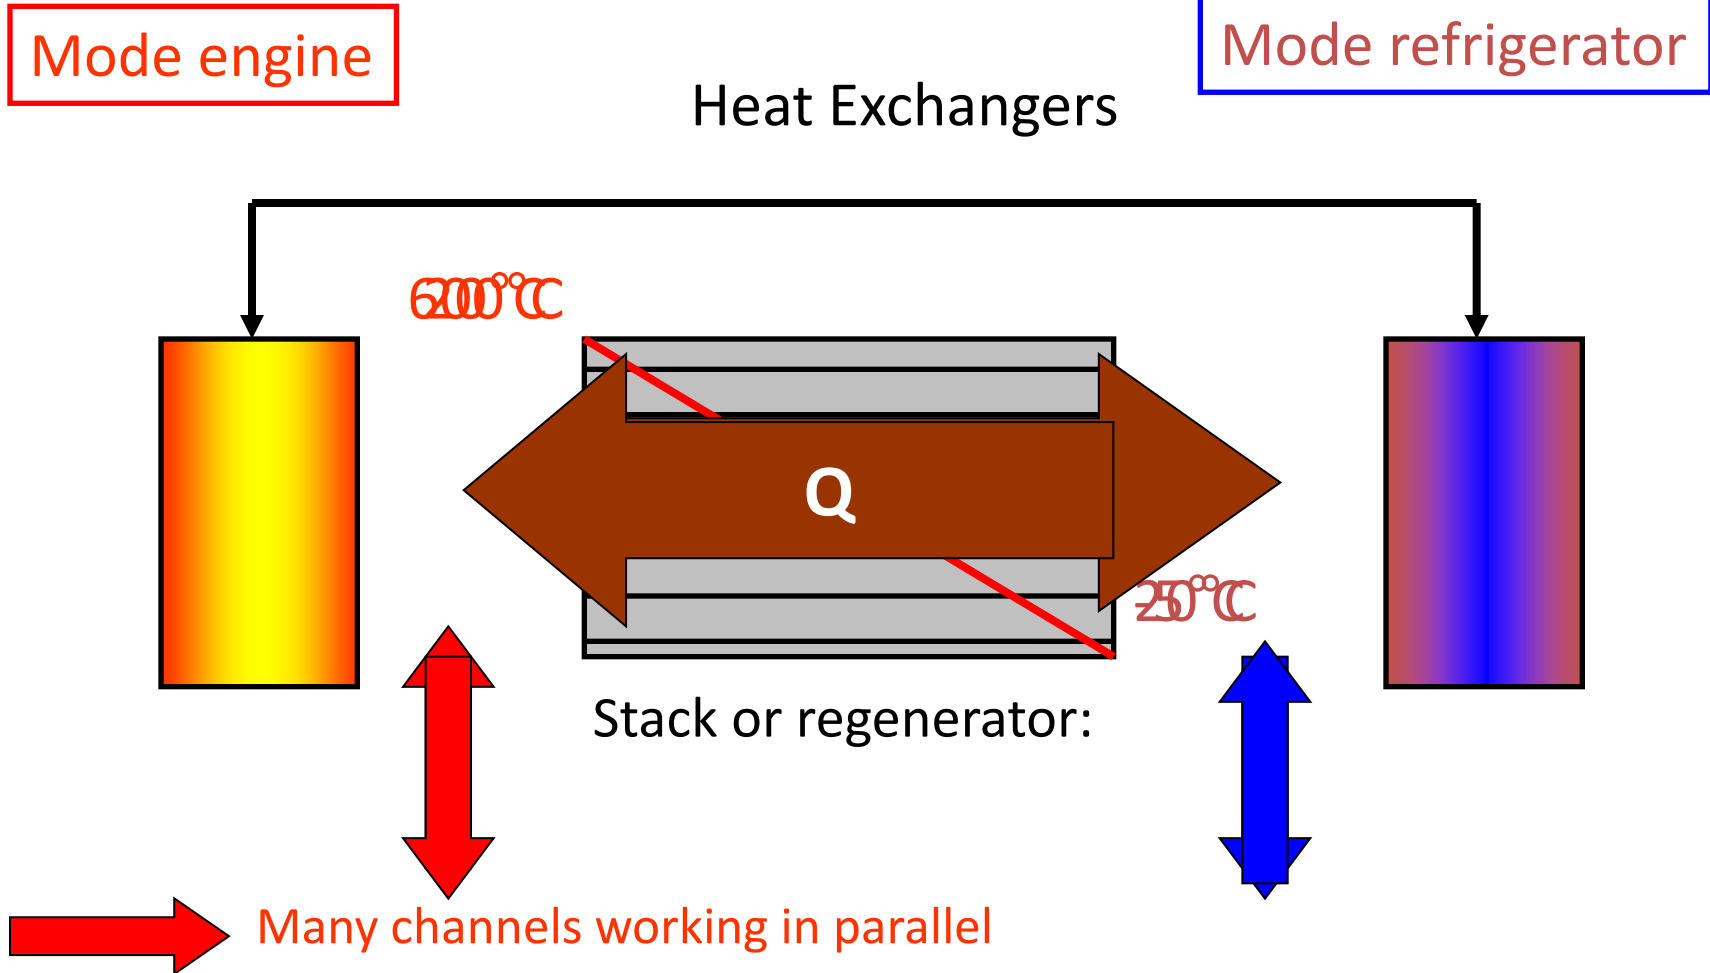 Mode engine
Mode refrigerator
Heat Exchangers
Q
Stack or regenerator:
Many channels working in parallel